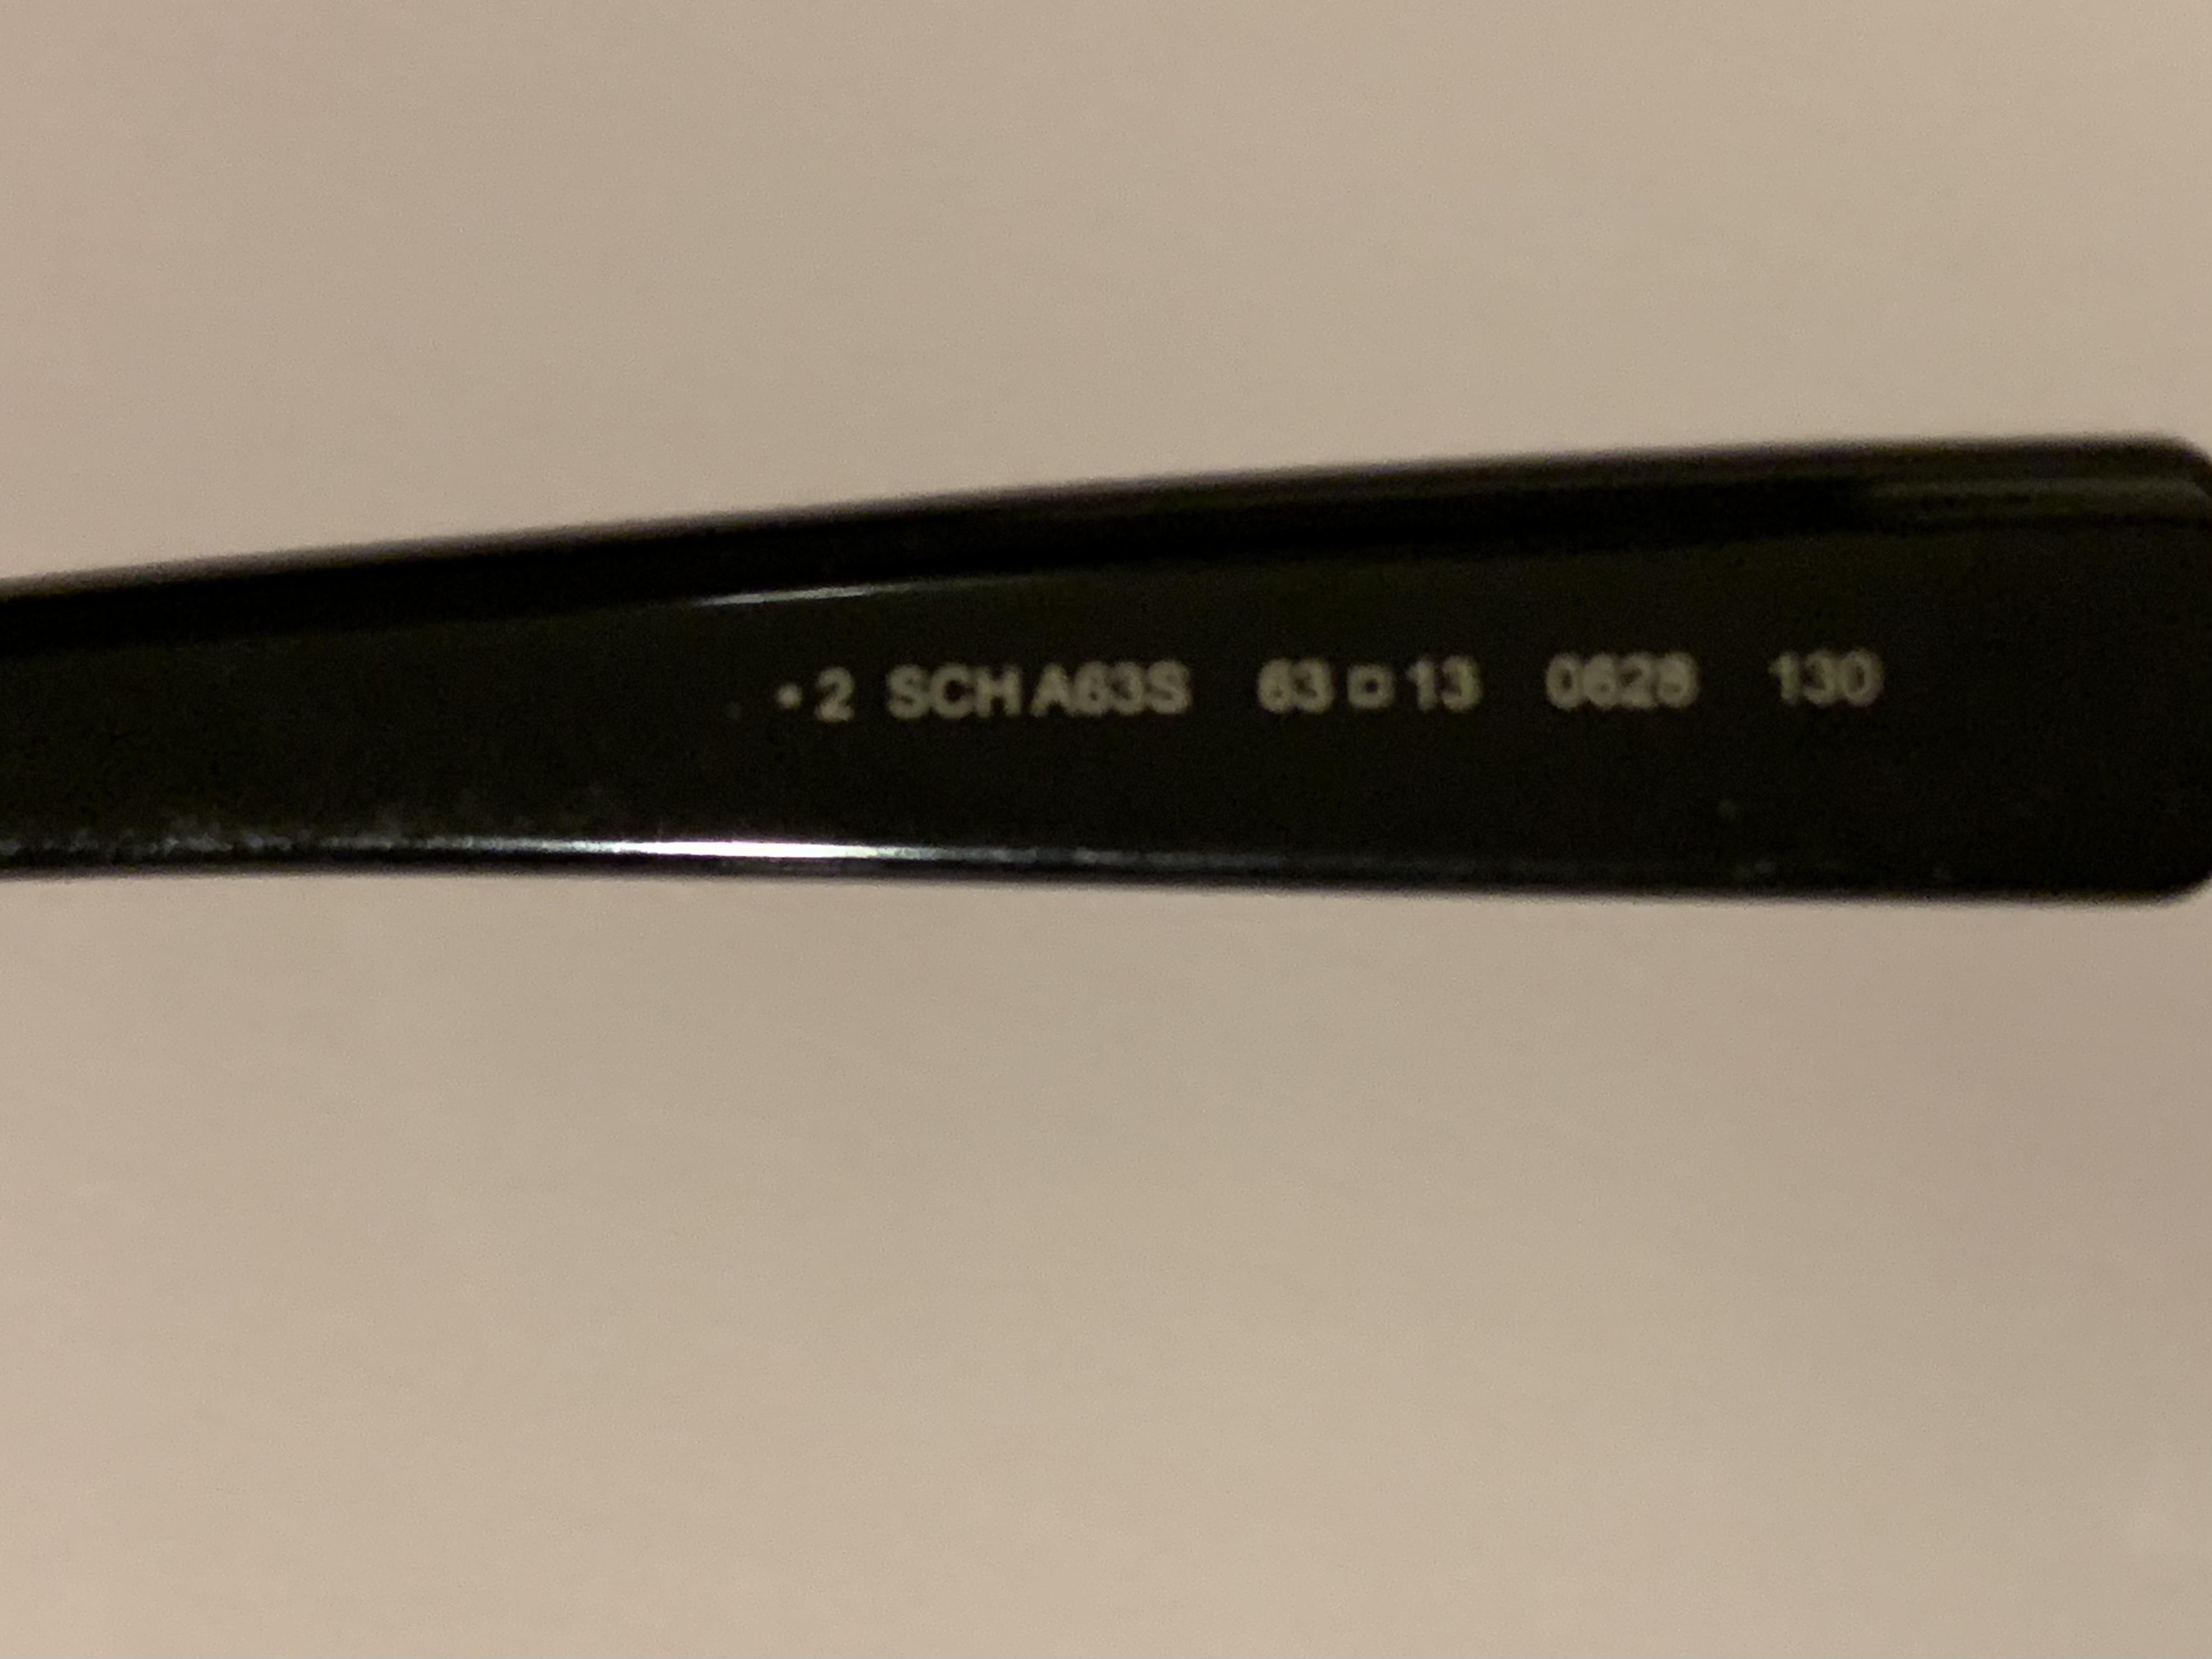 • 2 SCH A63S 63 □ 13 0628 130